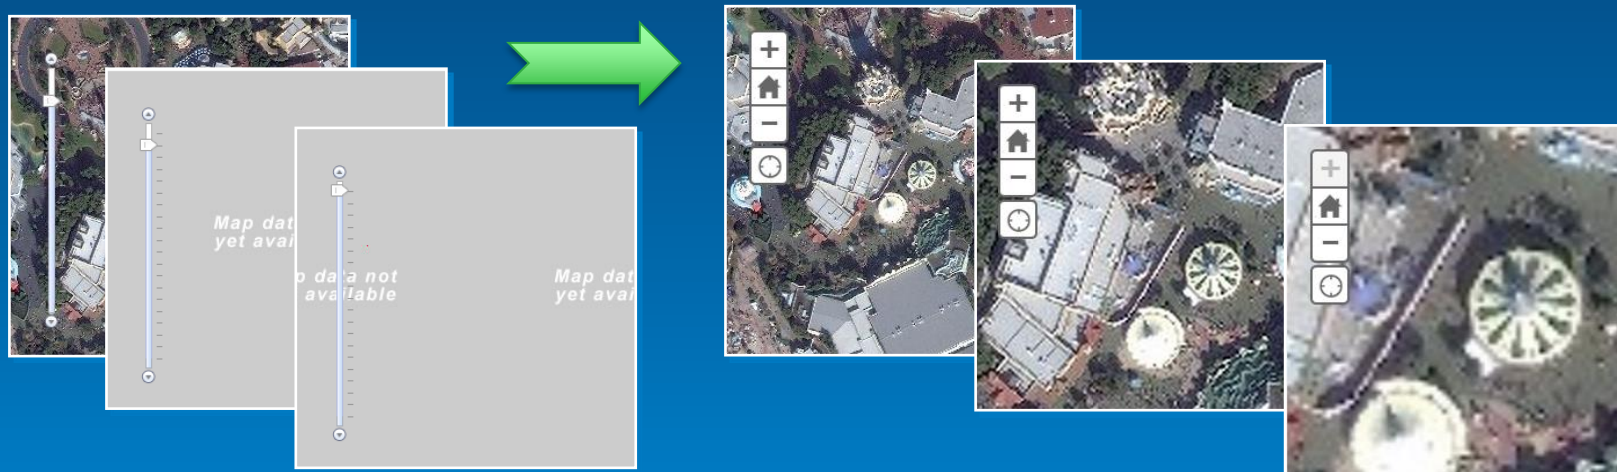 Map dat
yet avai
p data not
available
Map dat
yet avai